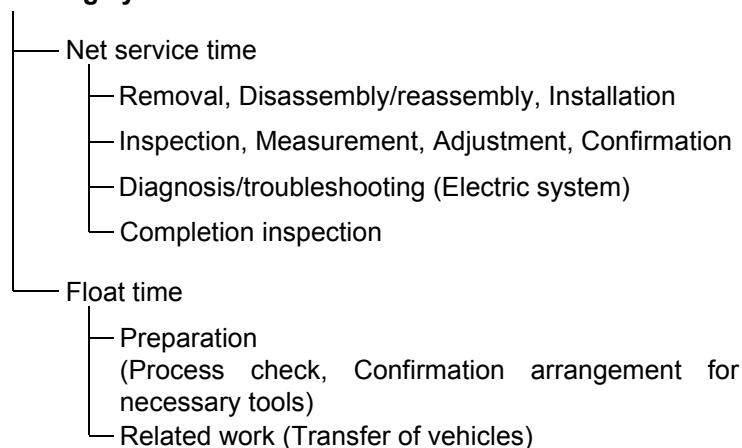 Net service time
Removal, Disassembly/reassembly, Installation
Inspection, Measurement, Adjustment, Confirmation
Diagnosis/troubleshooting (Electric system)
Completion inspection
Float time
Preparation
(Process check, Confirmation arrangement for
necessary tools)
Related work (Transfer of vehicles)